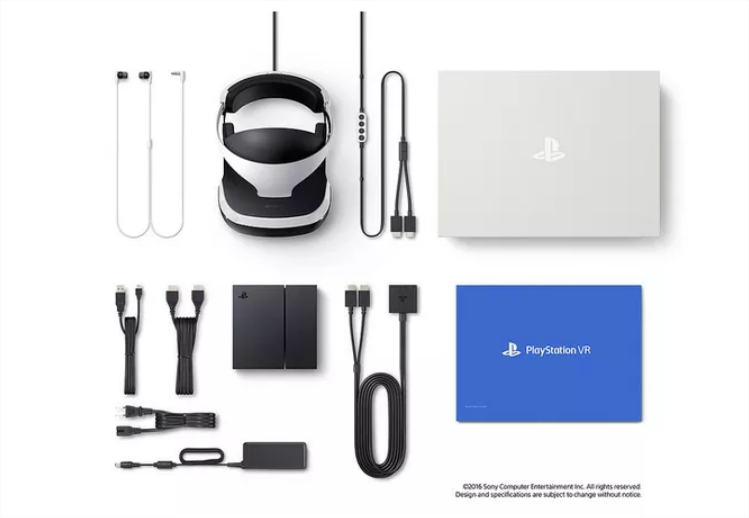 PlayStation VR
©2016 Sony Computer Entertainment Inc. All rights reserved.
Design and specifications are subject to change without notice.